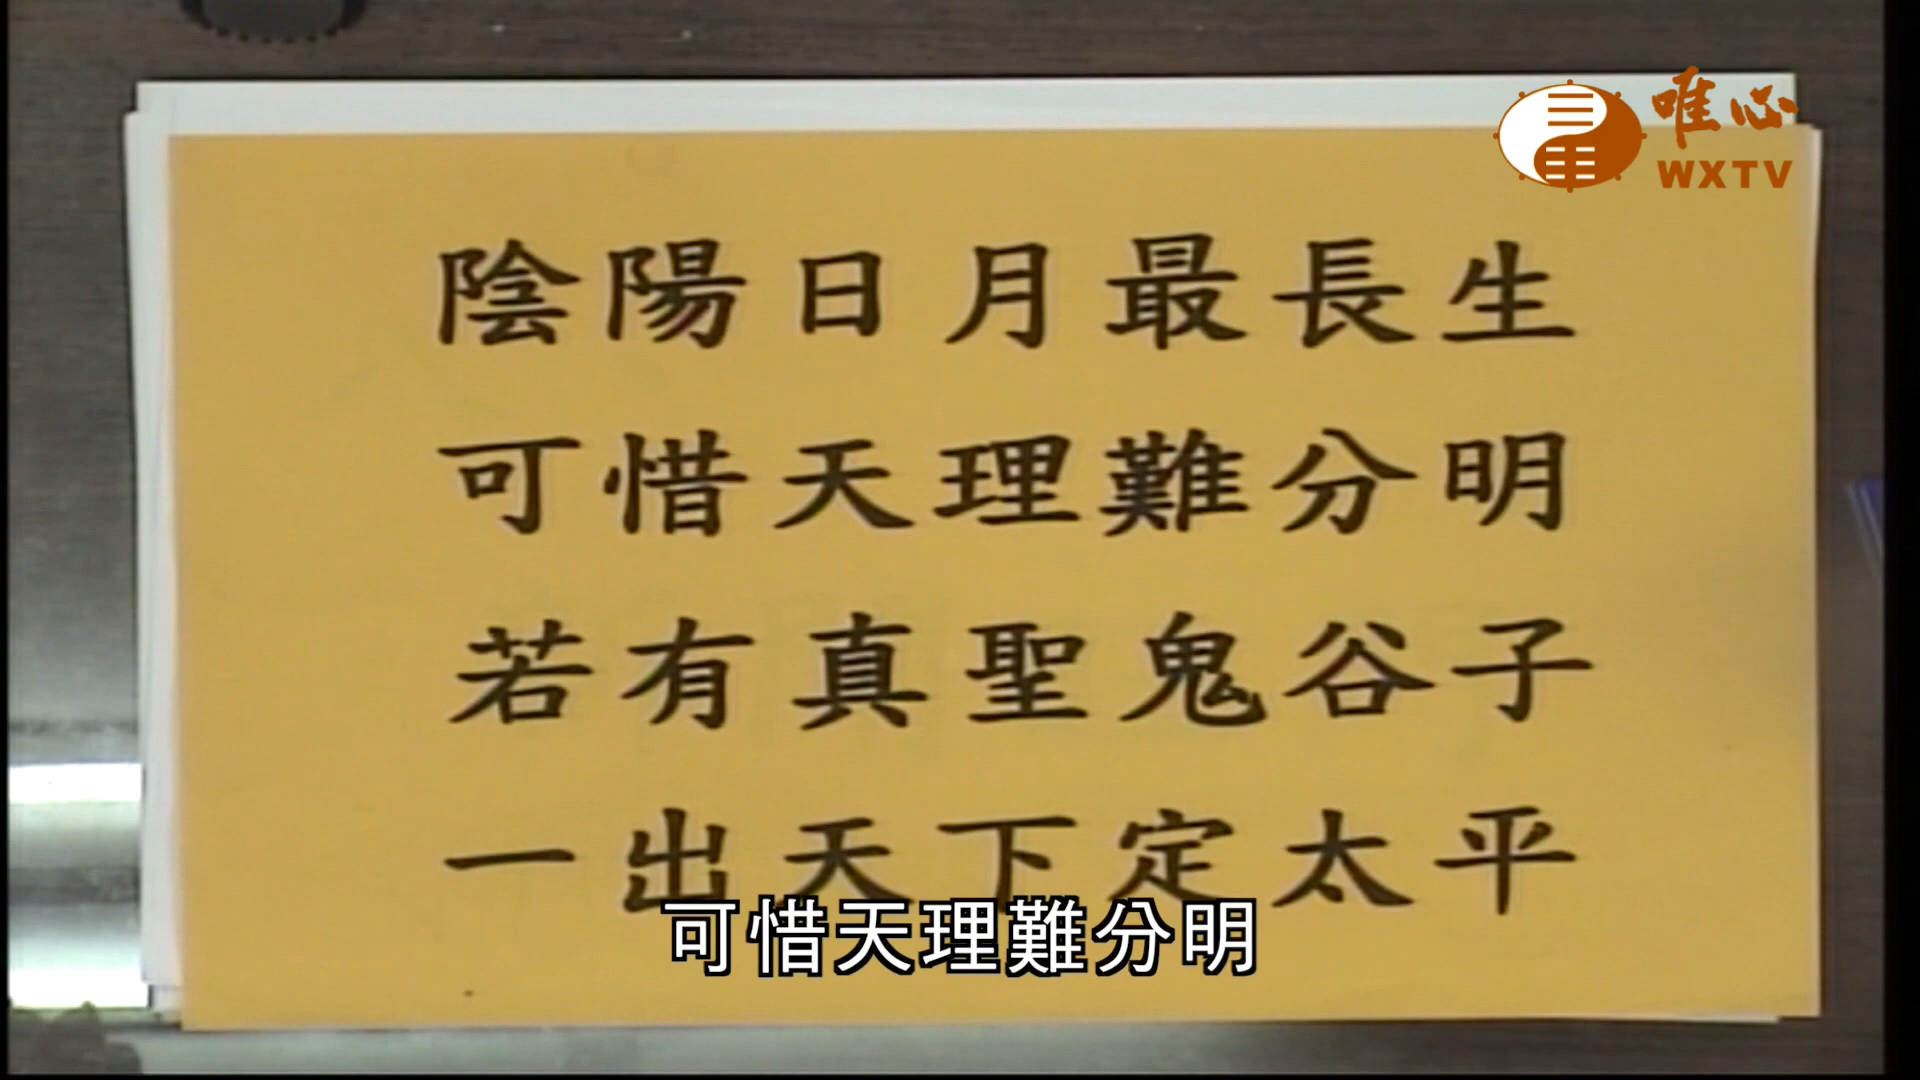 唯心
WXTV
陰陽日月最長生
可惜天理難分明
若有真聖鬼谷子
一出天下定太平
可惜天理難分明